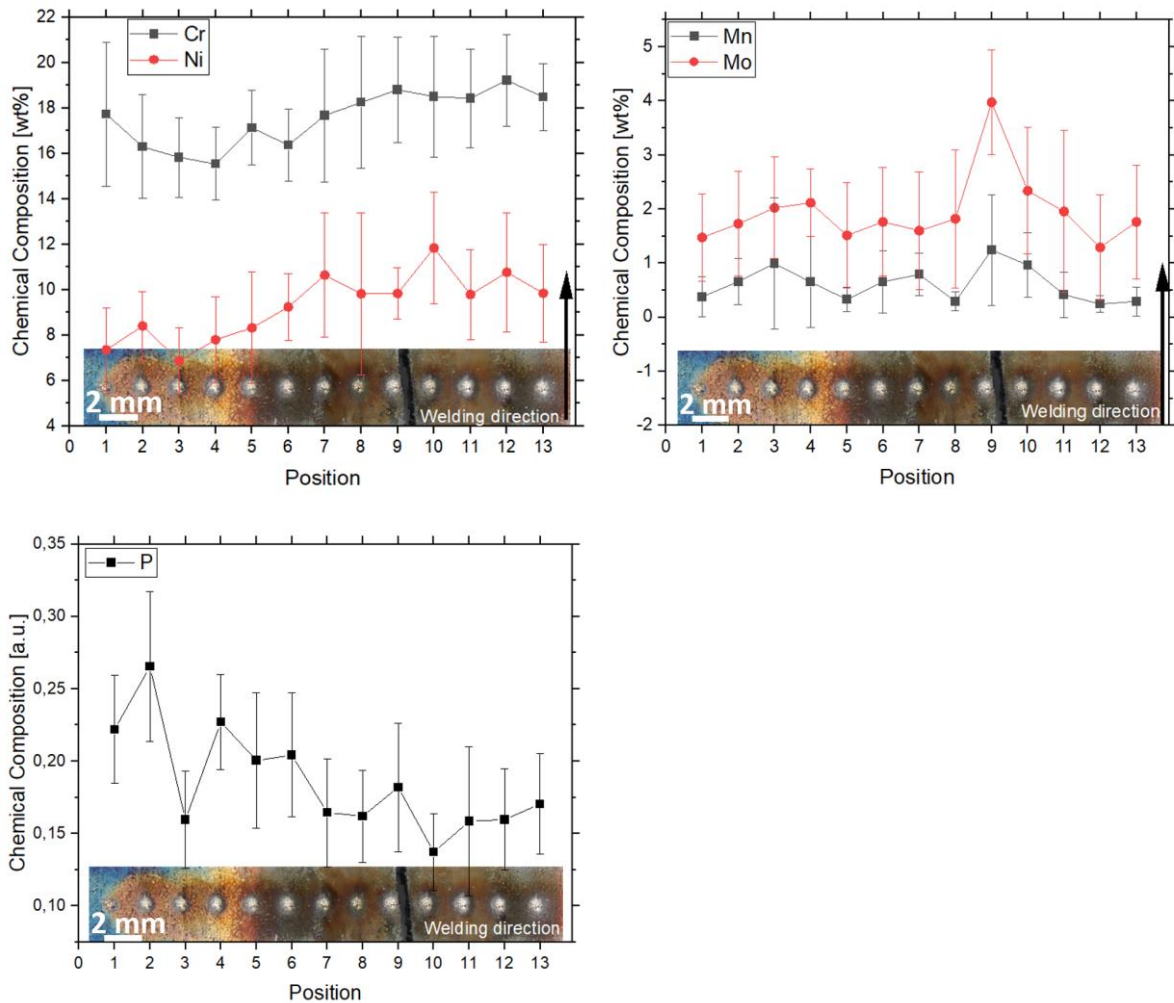 Chemical Composition [wt%]
22
20
18
16
14
12
10
8
6
4
Cr
Ni
2 mm
Welding direction
0 1 2 3 4 5 6 7 8 9 10 11 12 13
Position
Chemical Composition [wt%]
5
4
3
2
1
0
-1
-2
Mn
Mo
2 mm
Welding direction
0 1 2 3 4 5 6 7 8 9 10 11 12 13
Position
Chemical Composition [a.u.]
0,35
0,30
0,25
0,20
0,15
0,10
P
2 mm
Welding direction
0 1 2 3 4 5 6 7 8 9 10 11 12 13
Position